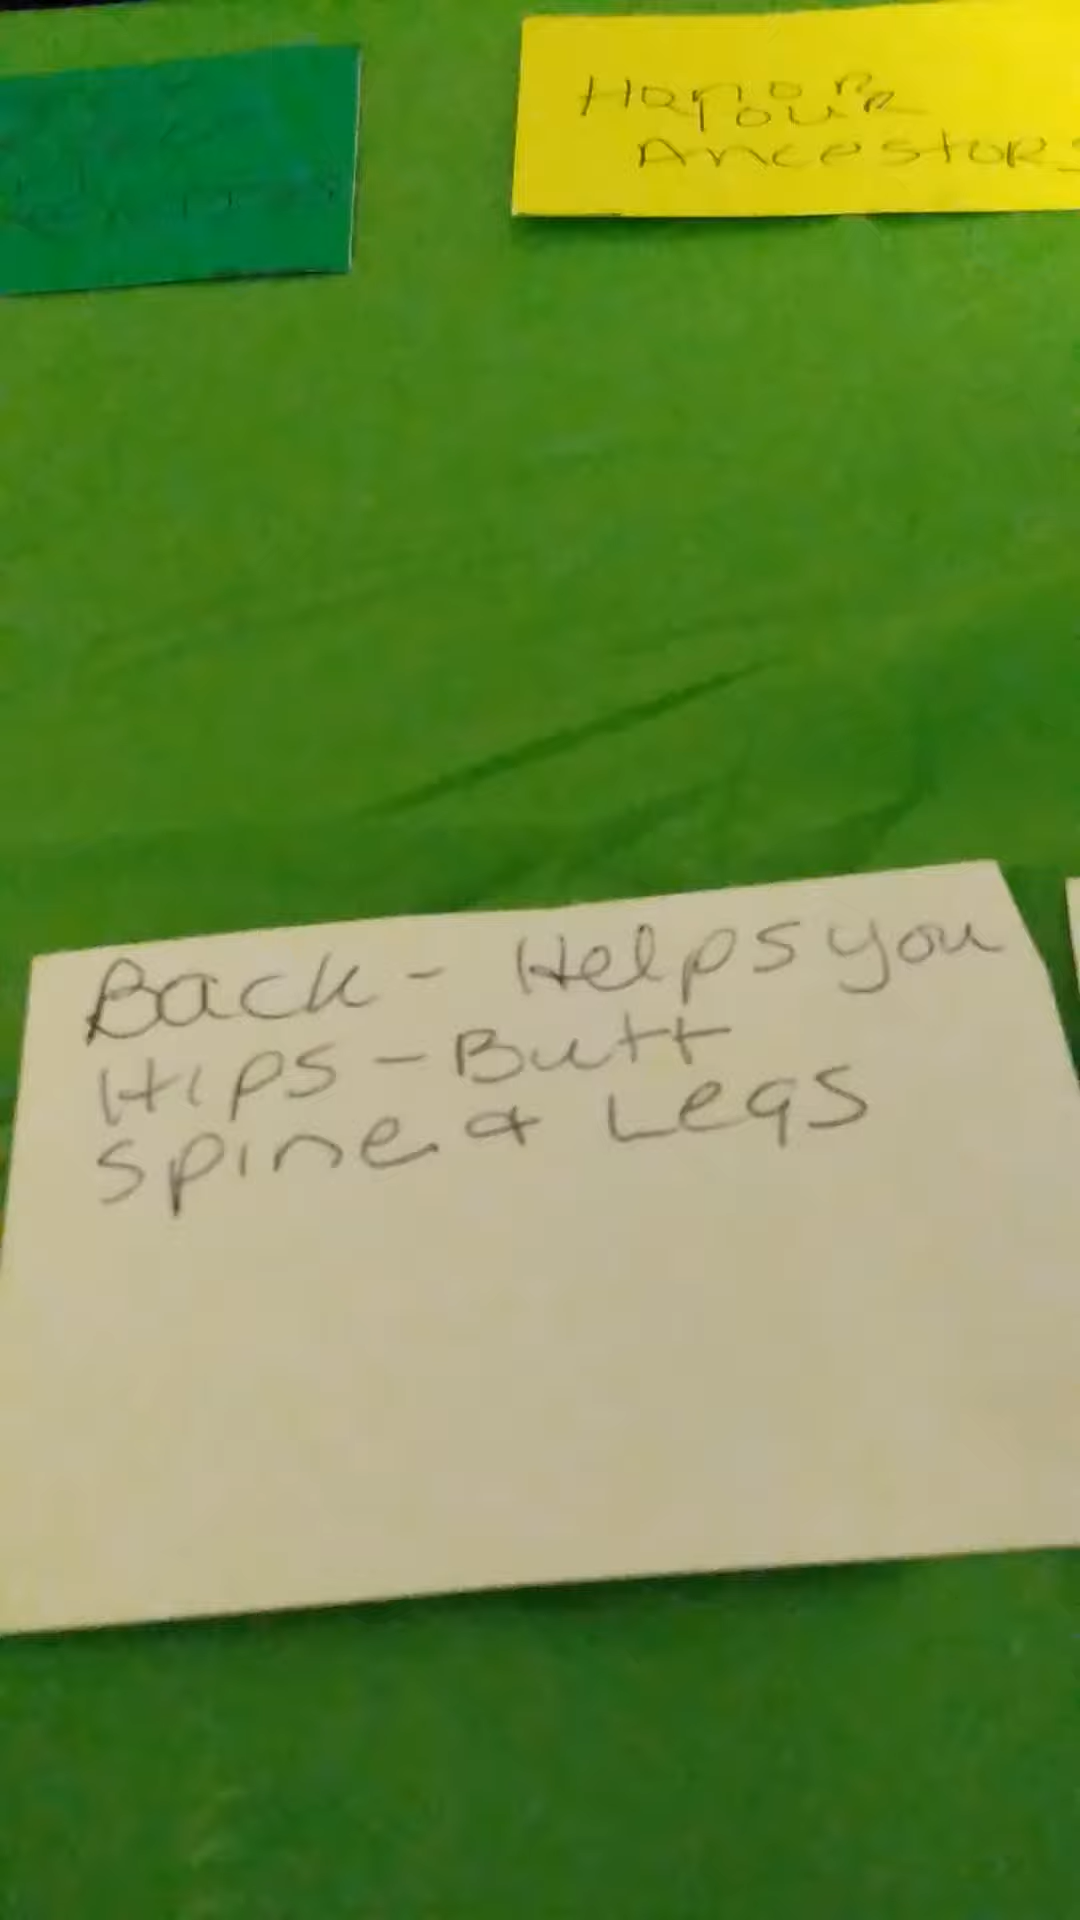 Honor
Your
Ancestors
Back - Helps you
Hips - Butt
Spine & Legs